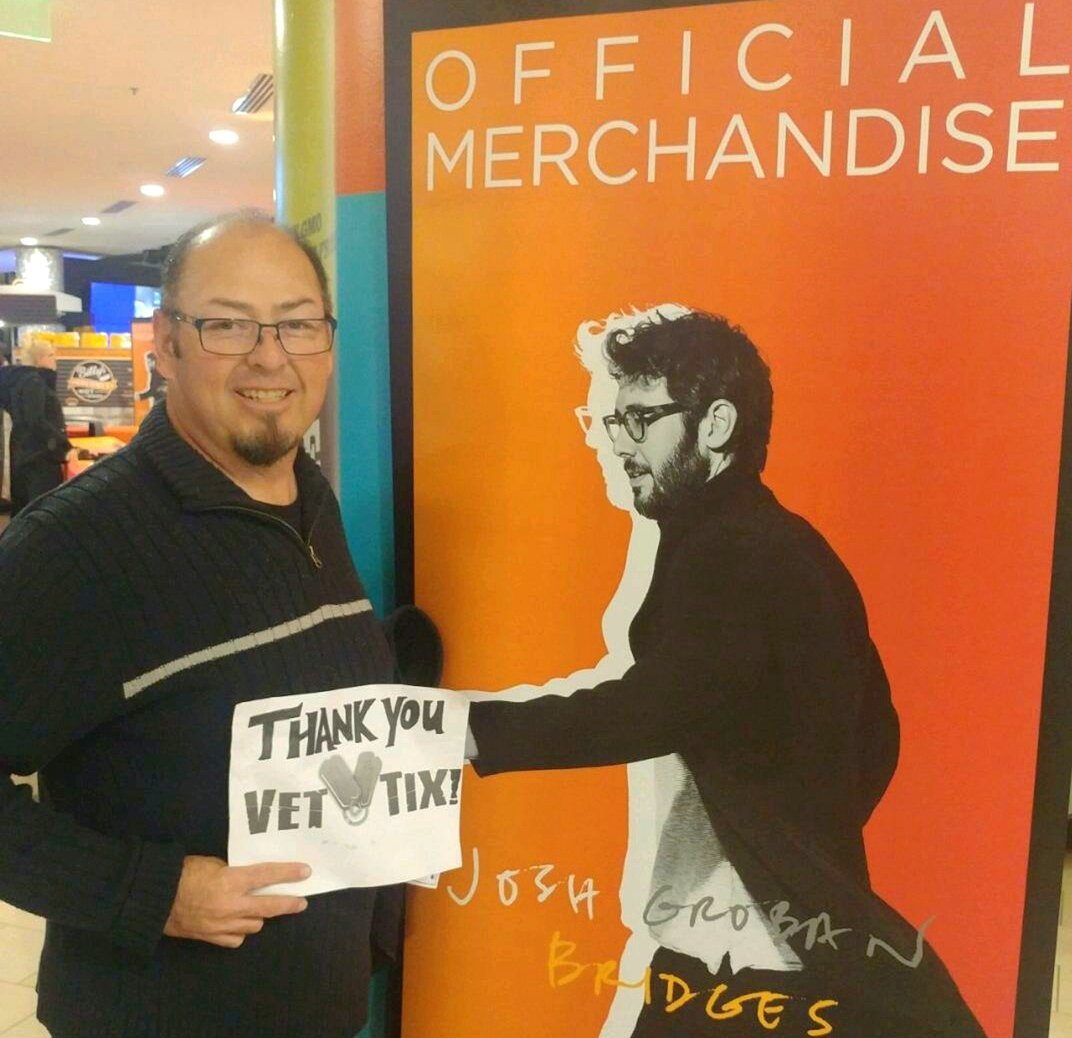 OFFICIAL
MERCHANDISE
THANK YOU
VET TIX!
JOSH GROBAN
BRIDGES